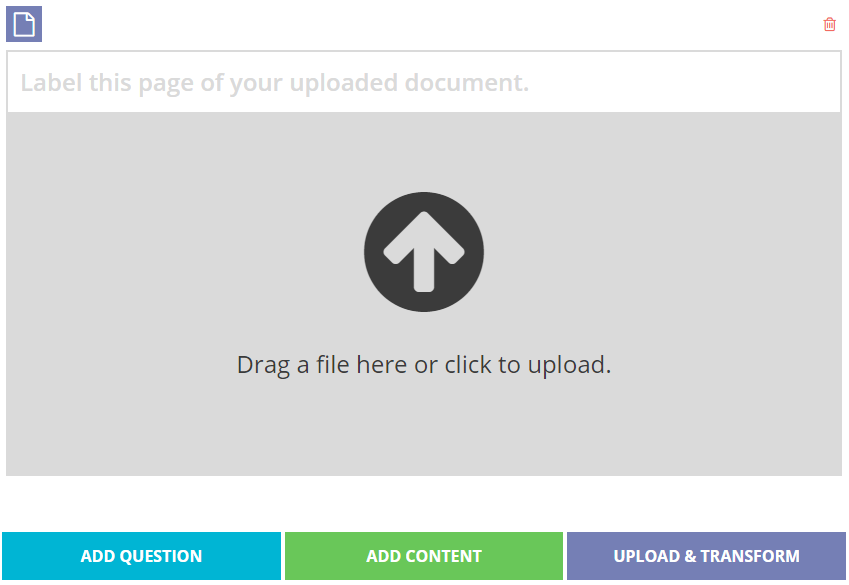 Label this page of your uploaded document.
Drag a file here or click to upload.
ADD QUESTION
ADD CONTENT
UPLOAD & TRANSFORM